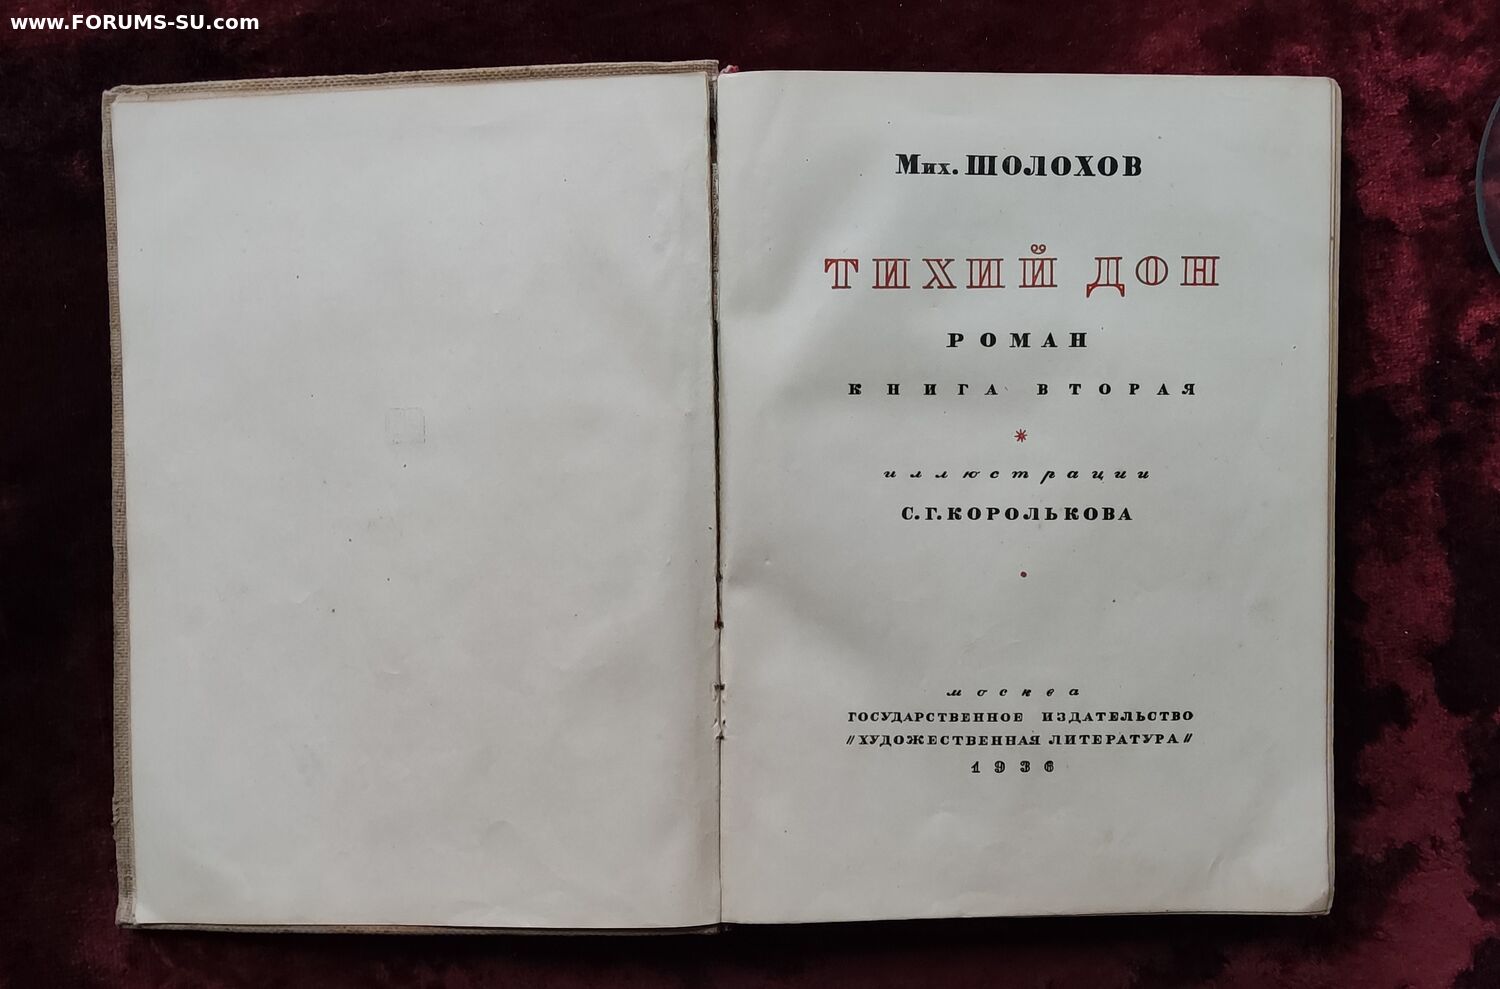 www.FORUMS-SU.com
Мих. ШОЛОХОВ
ТИХИЙ ДОН
РОМАН
КНИГА ВТОРАЯ
иллюстрации
С. Г. КОРОЛЬКОВА
москва
ГОСУДАРСТВЕННОЕ ИЗДАТЕЛЬСТВО
"ХУДОЖЕСТВЕННАЯ ЛИТЕРАТУРА"
1936